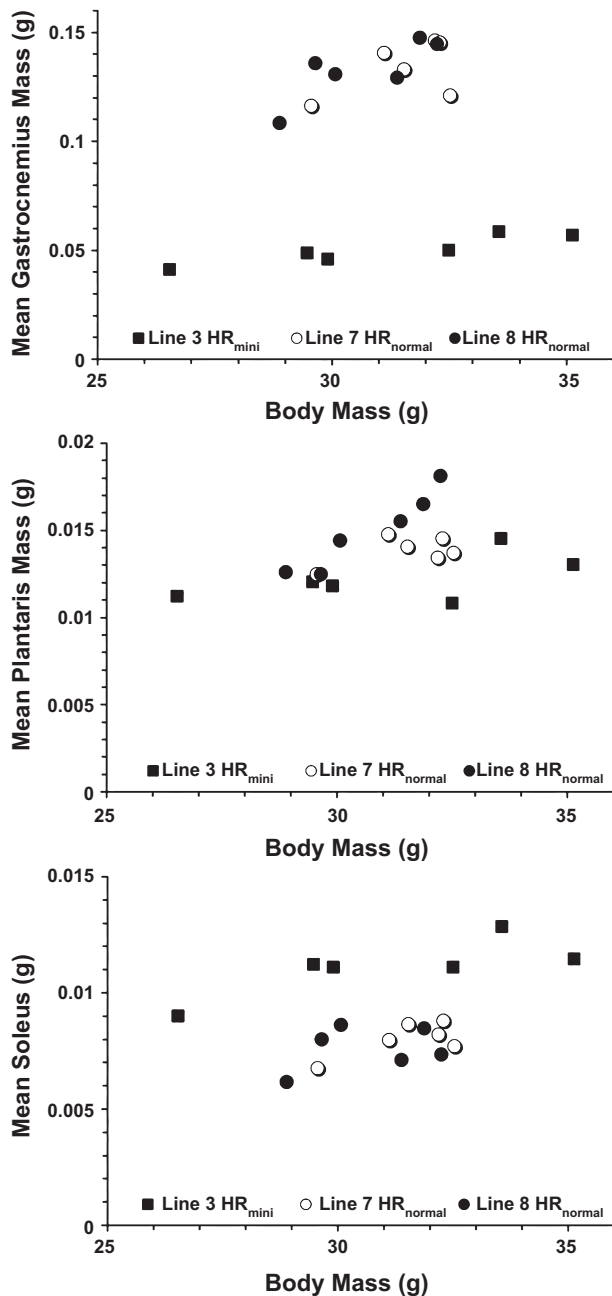 Mean Gastrocnemius Mass (g)
0.15
0.1
0.05
0
■ Line 3 HRmini ○ Line 7 HRnormal ● Line 8 HRnormal
25 30 35
Body Mass (g)
Mean Plantaris Mass (g)
0.02
0.015
0.01
0.005
0
■ Line 3 HRmini ○ Line 7 HRnormal ● Line 8 HRnormal
25 30 35
Body Mass (g)
Mean Soleus (g)
0.015
0.01
0.005
0
■ Line 3 HRmini ○ Line 7 HRnormal ● Line 8 HRnormal
25 30 35
Body Mass (g)